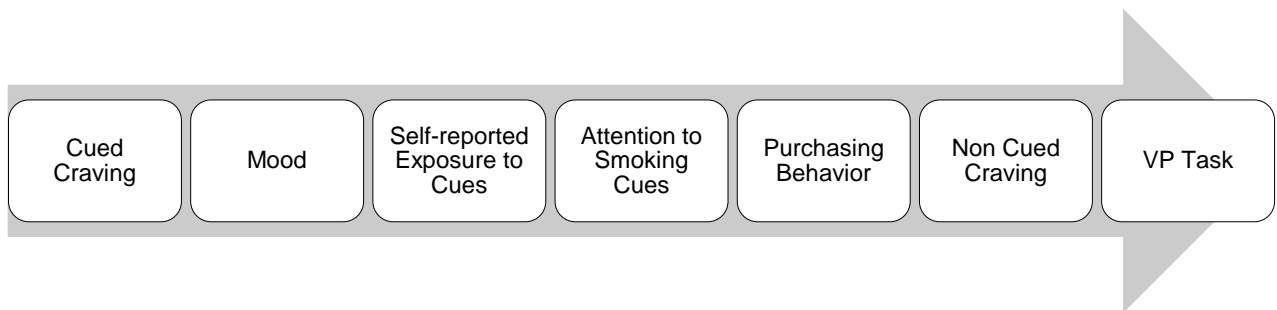 Cued
Craving
Mood
Self-reported
Exposure to
Cues
Attention to
Smoking
Cues
Purchasing
Behavior
Non Cued
Craving
VP Task